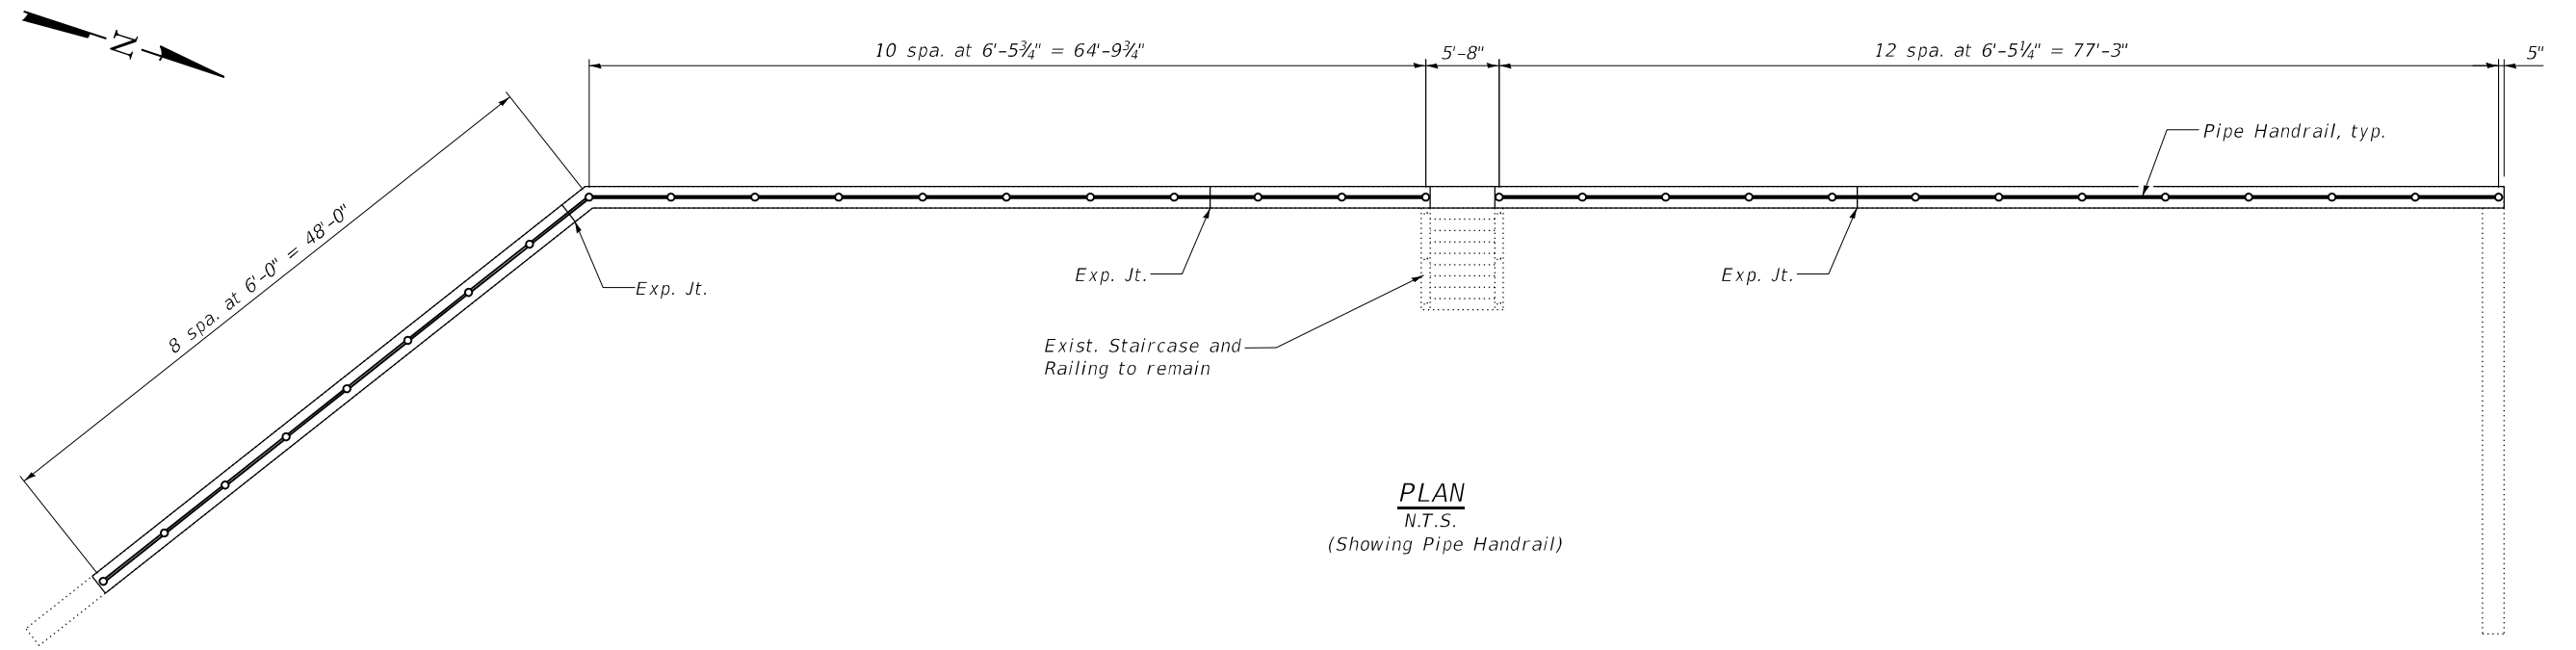 N
10 spa. at 6'-5¾" = 64'-9¾"
5'-8"
12 spa. at 6'-5¼" = 77'-3"
5"
Pipe Handrail, typ.
8 spa. at 6'-0" = 48'-0"
Exp. Jt.
Exp. Jt.
Exp. Jt.
Exist. Staircase and
Railing to remain
PLAN
N.T.S.
(Showing Pipe Handrail)